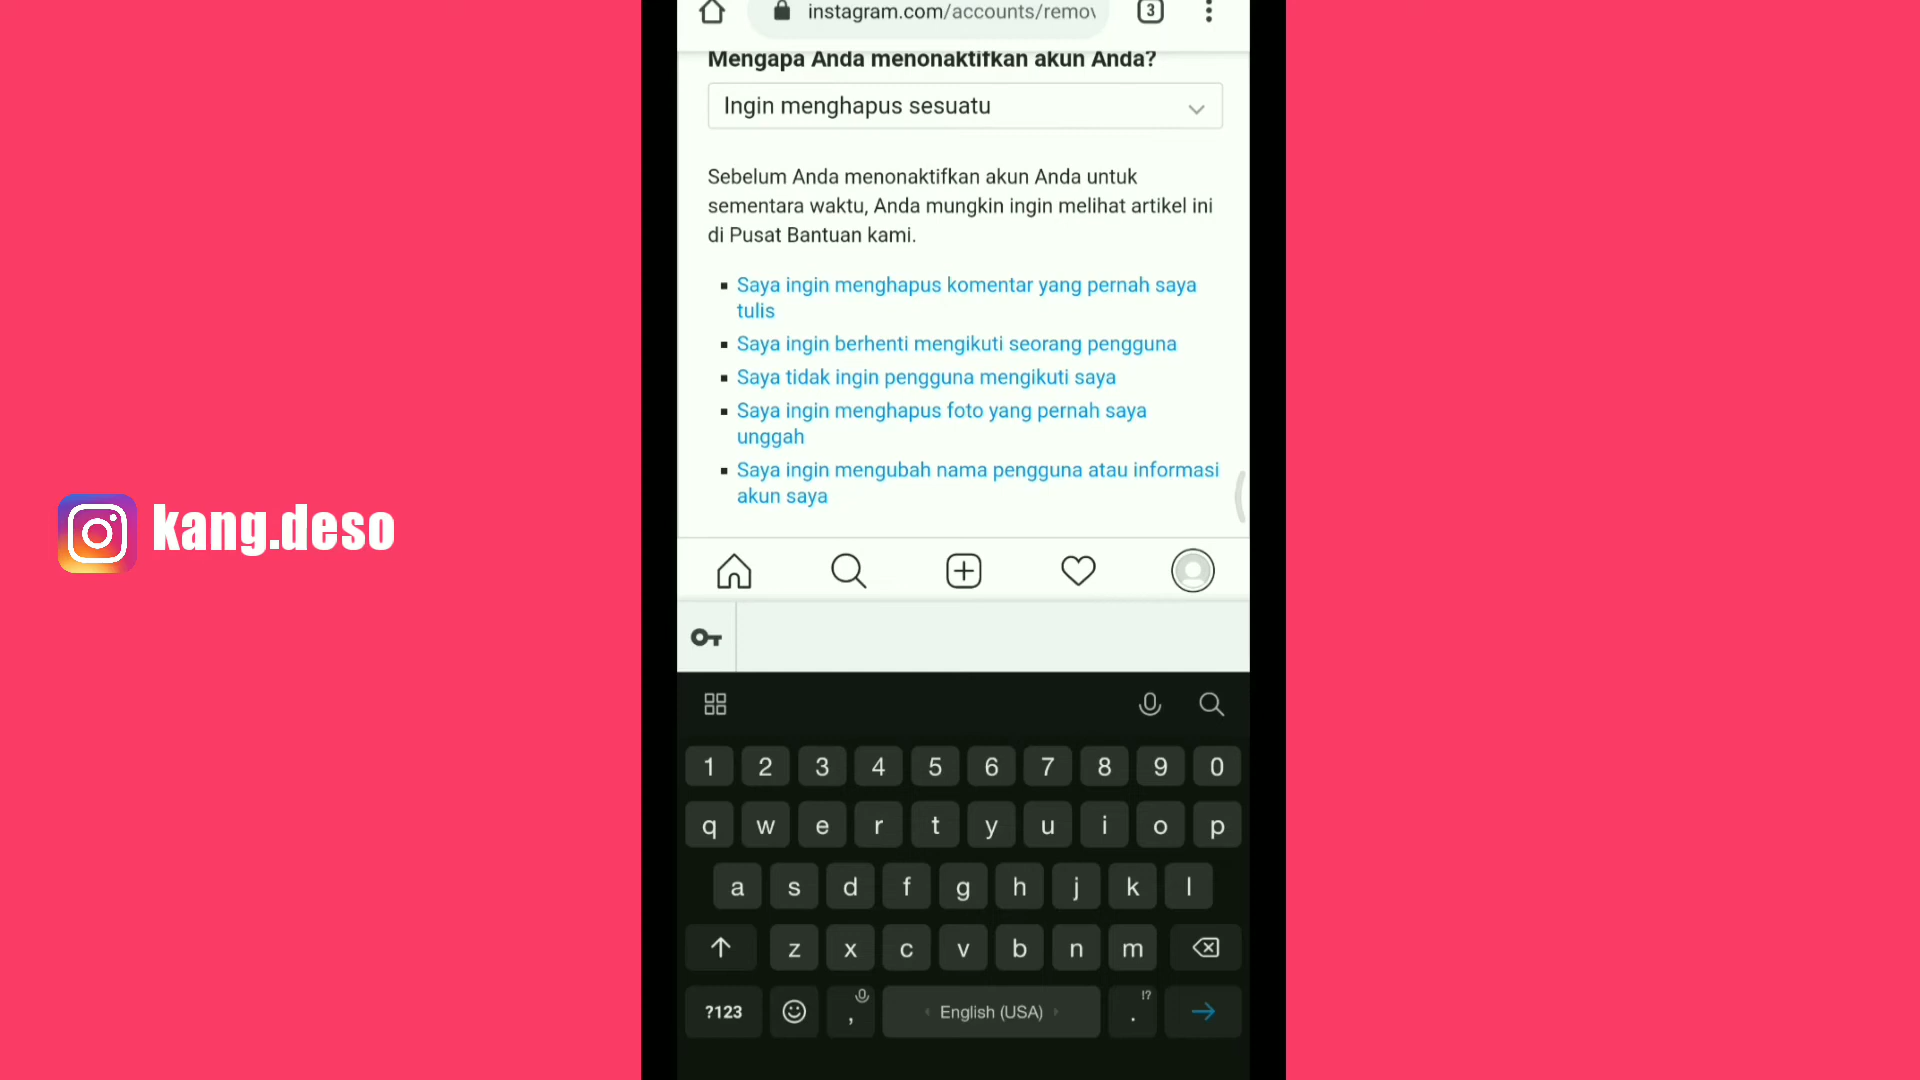 instagram.com/accounts/remov
3
Mengapa Anda menonaktifkan akun Anda?
Ingin menghapus sesuatu
Sebelum Anda menonaktifkan akun Anda untuk
sementara waktu, Anda mungkin ingin melihat artikel ini
di Pusat Bantuan kami.
Saya ingin menghapus komentar yang pernah saya
tulis
Saya ingin berhenti mengikuti seorang pengguna
Saya tidak ingin pengguna mengikuti saya
Saya ingin menghapus foto yang pernah saya
unggah
Saya ingin mengubah nama pengguna atau informasi
akun saya
kang.deso
1 2 3 4 5 6 7 8 9 0
q w e r t y u i o p
a s d f g h j k l
z x c v b n m
?123 , English (USA) . !?